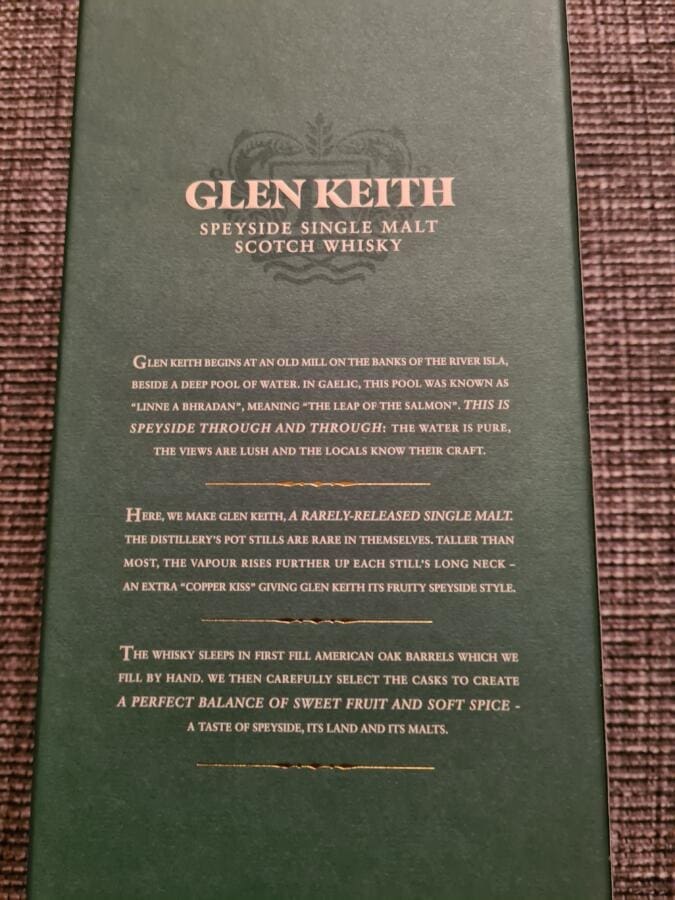 GLEN KEITH
SPEYSIDE SINGLE MALT
SCOTCH WHISKY
GLEN KEITH BEGINS AT AN OLD MILL ON THE BANKS OF THE RIVER ISLA,
BESIDE A DEEP POOL OF WATER. IN GAELIC, THIS POOL WAS KNOWN AS
"LINNE A BHRADAN", MEANING "THE LEAP OF THE SALMON". THIS IS
SPEYSIDE THROUGH AND THROUGH: THE WATER IS PURE,
THE VIEWS ARE LUSH AND THE LOCALS KNOW THEIR CRAFT.
HERE, WE MAKE GLEN KEITH, A RARELY-RELEASED SINGLE MALT.
THE DISTILLERY'S POT STILLS ARE RARE IN THEMSELVES. TALLER THAN
MOST, THE VAPOUR RISES FURTHER UP EACH STILL'S LONG NECK –
AN EXTRA "COPPER KISS" GIVING GLEN KEITH ITS FRUITY SPEYSIDE STYLE.
THE WHISKY SLEEPS IN FIRST FILL AMERICAN OAK BARRELS WHICH WE
FILL BY HAND. WE THEN CAREFULLY SELECT THE CASKS TO CREATE
A PERFECT BALANCE OF SWEET FRUIT AND SOFT SPICE -
A TASTE OF SPEYSIDE, ITS LAND AND ITS MALTS.